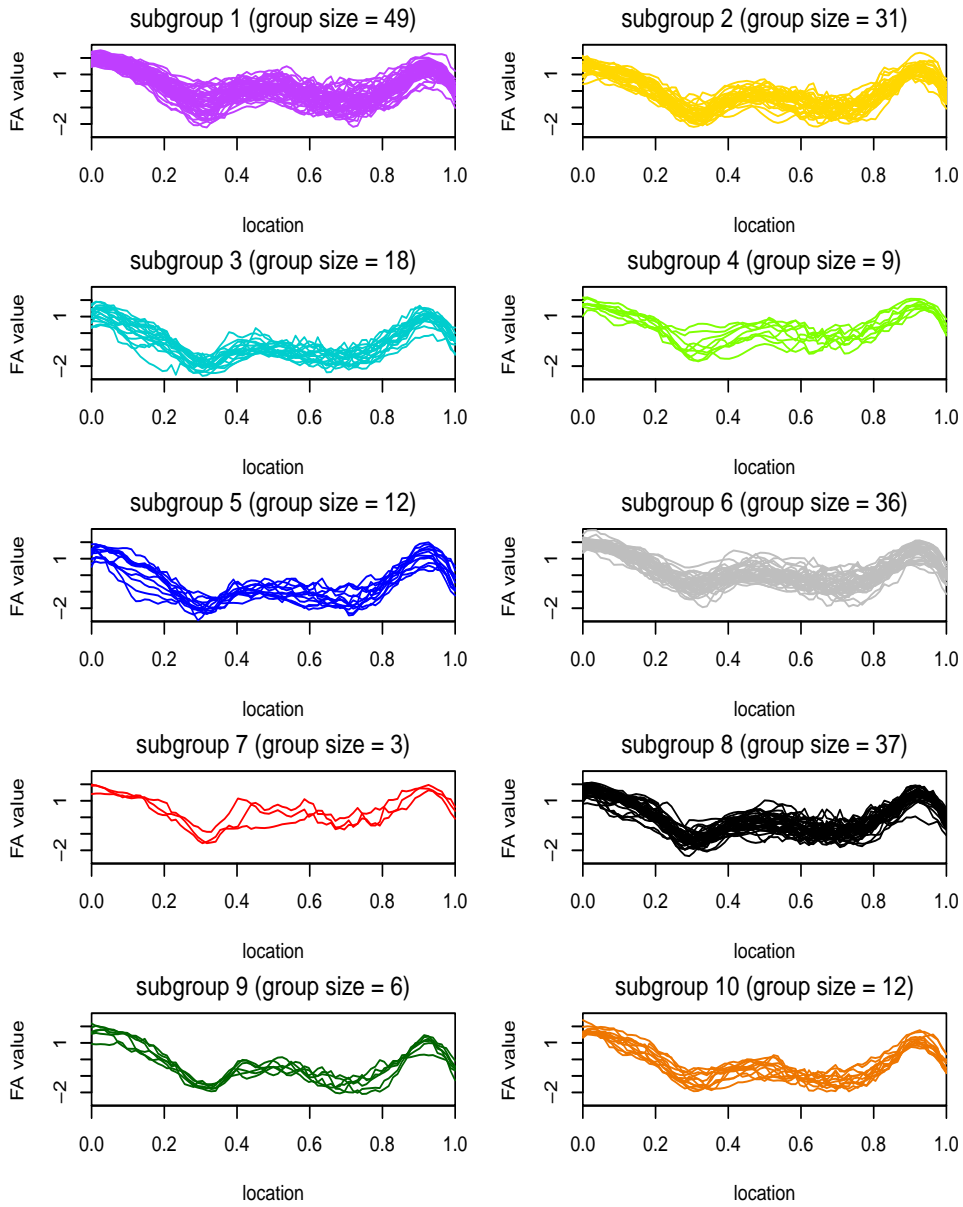 subgroup 1 (group size = 49)
FA value
1
−2
0.0 0.2 0.4 0.6 0.8 1.0
location
subgroup 2 (group size = 31)
FA value
1
−2
0.0 0.2 0.4 0.6 0.8 1.0
location
subgroup 3 (group size = 18)
FA value
1
−2
0.0 0.2 0.4 0.6 0.8 1.0
location
subgroup 4 (group size = 9)
FA value
1
−2
0.0 0.2 0.4 0.6 0.8 1.0
location
subgroup 5 (group size = 12)
FA value
1
−2
0.0 0.2 0.4 0.6 0.8 1.0
location
subgroup 6 (group size = 36)
FA value
1
−2
0.0 0.2 0.4 0.6 0.8 1.0
location
subgroup 7 (group size = 3)
FA value
1
−2
0.0 0.2 0.4 0.6 0.8 1.0
location
subgroup 8 (group size = 37)
FA value
1
−2
0.0 0.2 0.4 0.6 0.8 1.0
location
subgroup 9 (group size = 6)
FA value
1
−2
0.0 0.2 0.4 0.6 0.8 1.0
location
subgroup 10 (group size = 12)
FA value
1
−2
0.0 0.2 0.4 0.6 0.8 1.0
location